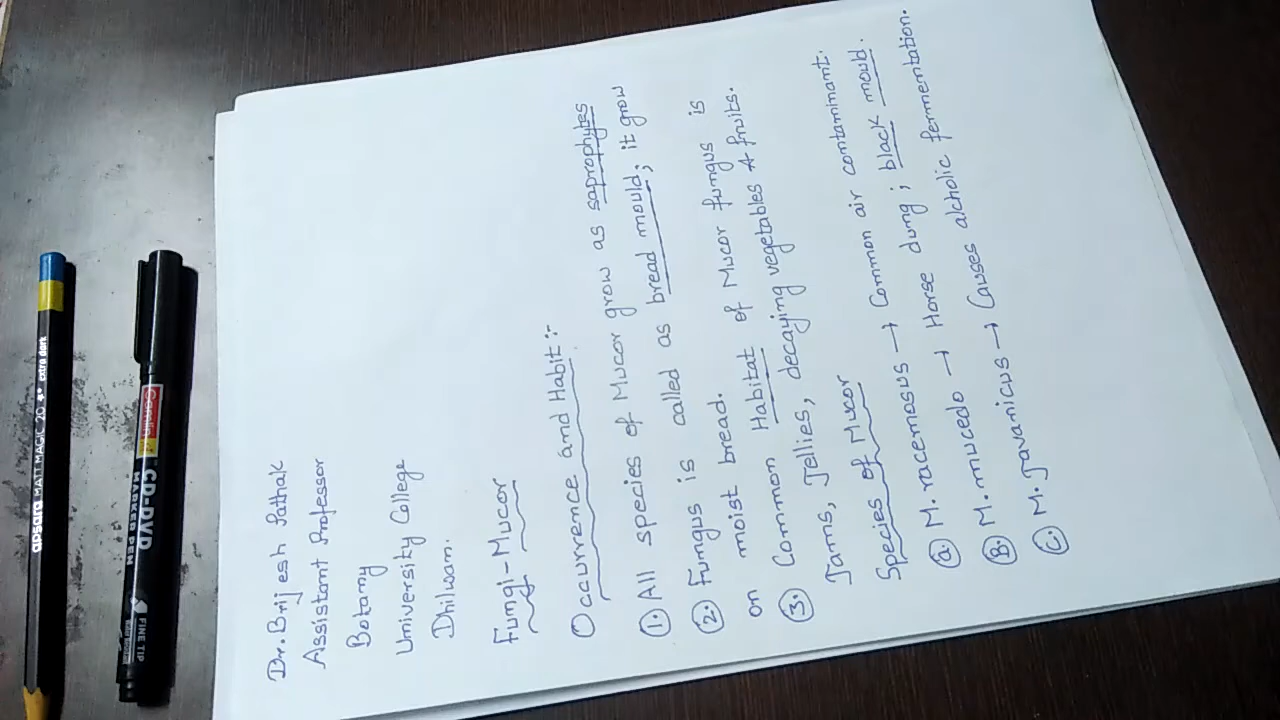 Dr. Brijesh Pathak
Assistant Professor
Botany
University College
Dhilwan.
Fungi-Mucor
Occurrence and Habit:-
1. All species of Mucor grow as saprophytes
2. Fungus is called as bread mould; it grow
on moist bread.
3. Common Habitat of Mucor fungus is
Jams, Jellies, decaying vegetables & fruits.
Species of Mucor
a. M. racemosus → Common air contaminant.
B. M. mucedo → Horse dung; black mould.
C. M. Javanicus → Causes alcholic fermentation.
apsara MATT MAGIC 2.0 extra dark
Camlin
CD-DVD
MARKER PEN
FINE TIP